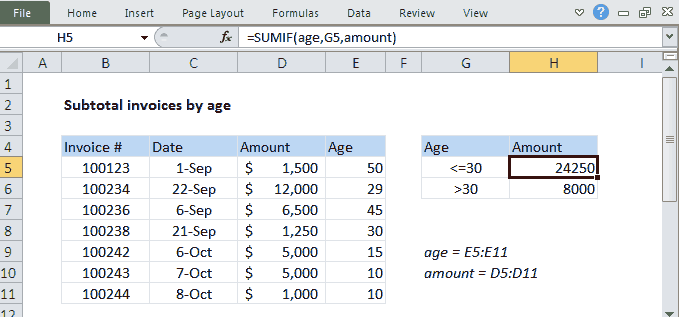 File Home Insert Page Layout Formulas Data Review View ?
H5 fx =SUMIF(age,G5,amount)
A B C D E F G H I
1
2 Subtotal invoices by age
3
4 Invoice # Date Amount Age Age Amount
5 100123 1-Sep $ 1,500 50 <=30 24250
6 100234 22-Sep $ 12,000 29 >30 8000
7 100236 6-Sep $ 6,500 45
8 100238 21-Sep $ 1,250 30
9 100242 6-Oct $ 5,000 15 age = E5:E11
10 100243 7-Oct $ 5,000 10 amount = D5:D11
11 100244 8-Oct $ 1,000 10
12